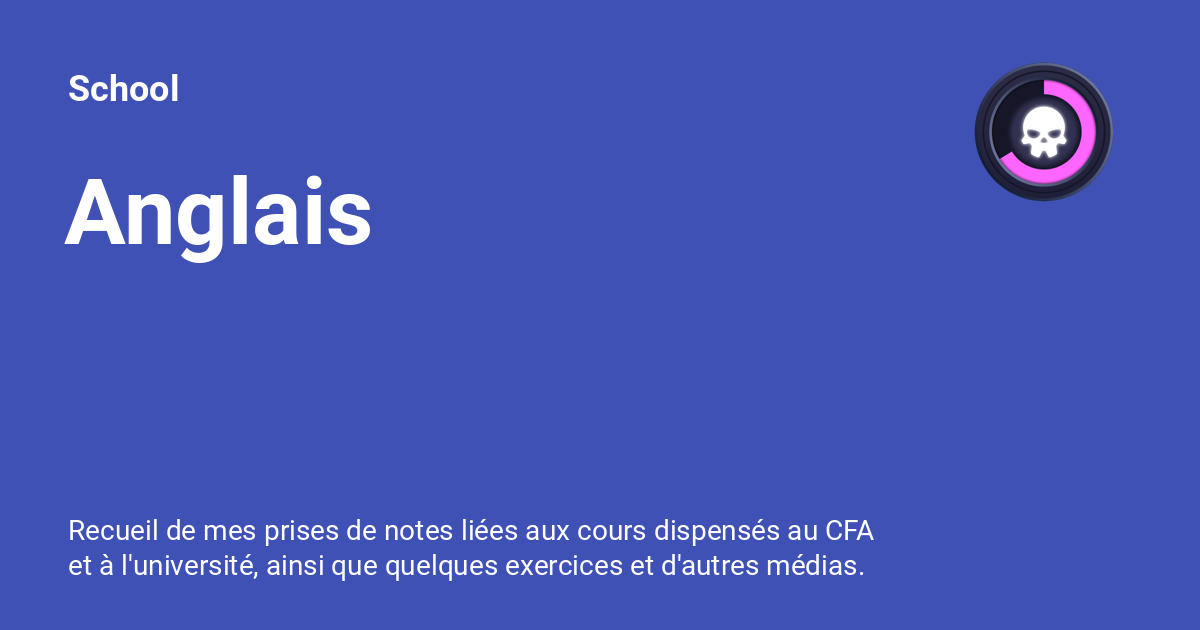 School
Anglais
Recueil de mes prises de notes liées aux cours dispensés au CFA
et à l'université, ainsi que quelques exercices et d'autres médias.